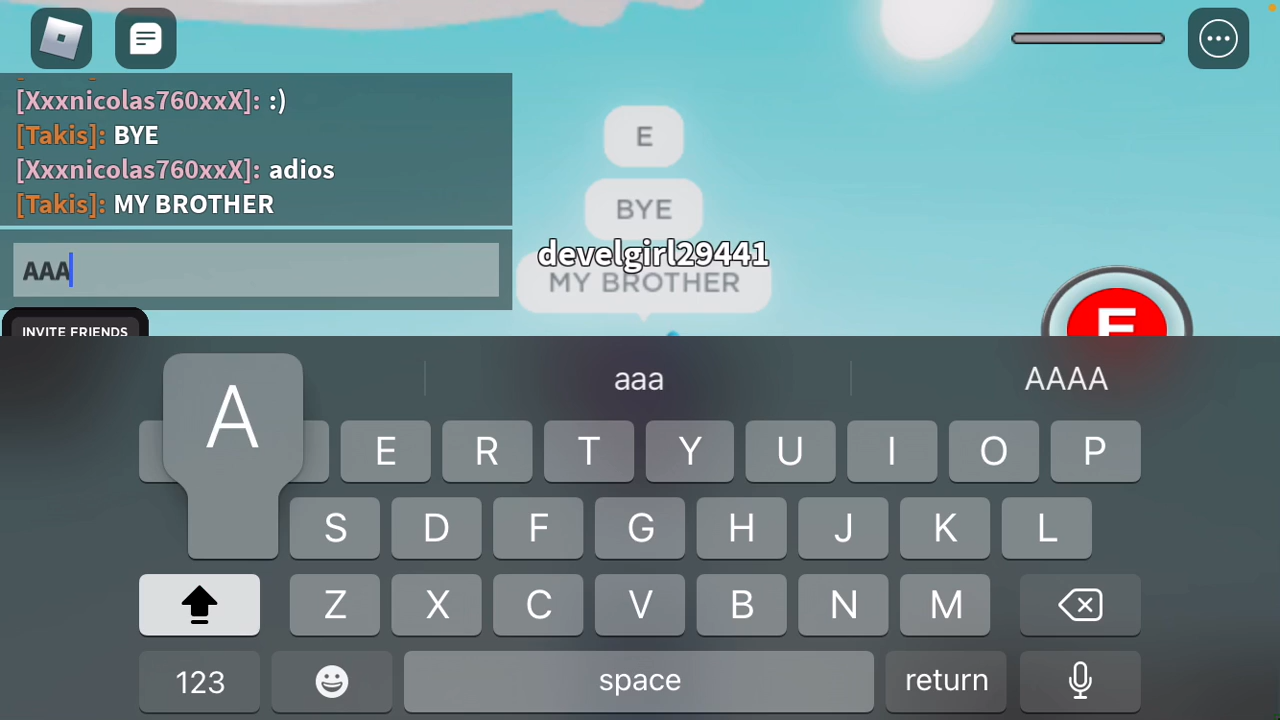 [Xxxnicolas760xxX]: :)
[Takis]: BYE
[Xxxnicolas760xxX]: adios
[Takis]: MY BROTHER
AAA
INVITE FRIENDS
E
BYE
develgirl29441
MY BROTHER
E
aaa
AAAA
A
E R T Y U I O P
S D F G H J K L
Z X C V B N M
123
space
return